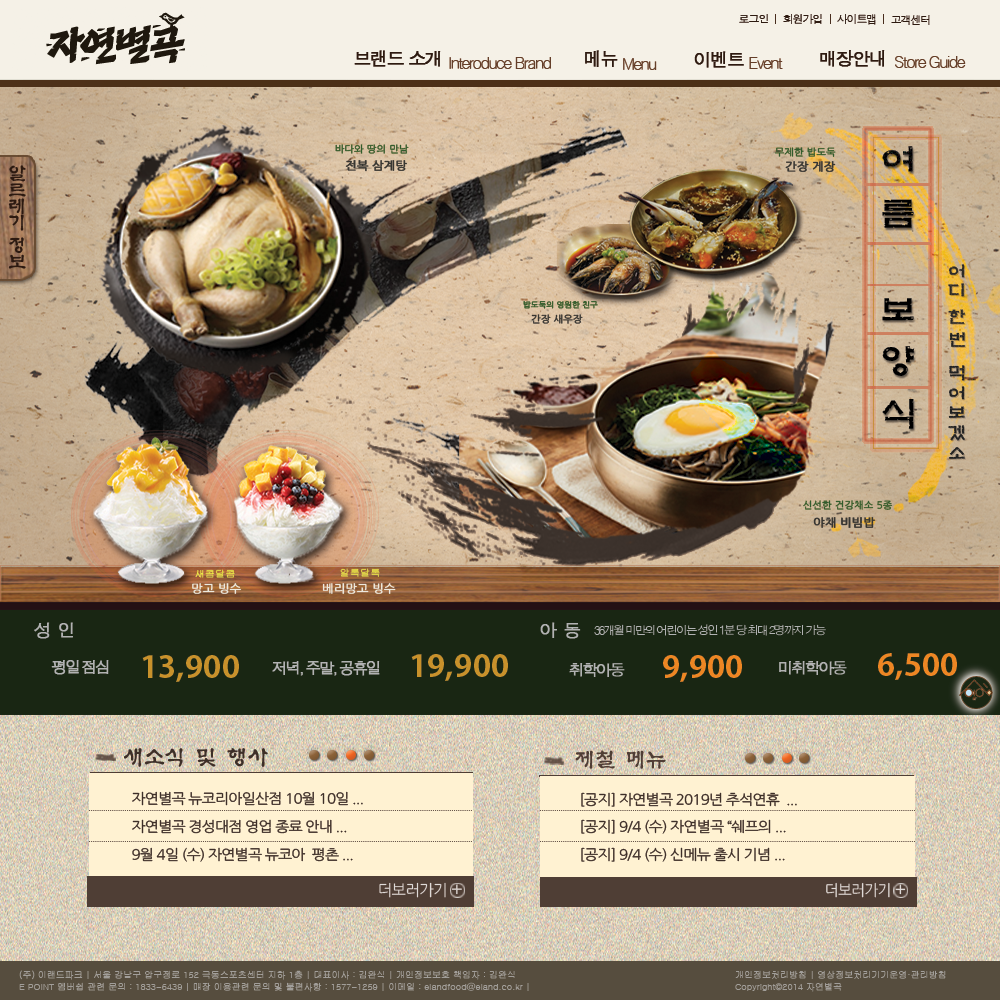 로그인 | 회원가입 | 사이트맵 | 고객센터
자연별곡
브랜드 소개 Interoduce Brand 메뉴 Menu 이벤트 Event 매장안내 Store Guide
알르레기 정보
바다와 땅의 만남
전복 삼계탕
무제한 밥도둑
간장 게장
밥도둑의 영원한 친구
간장 새우장
여름 보양식
어디 한번 먹어보겠소
신선한 건강채소 5종
야채 비빔밥
새콤달콤
망고 빙수
알록달록
베리망고 빙수
성 인
평일 점심 13,900 저녁, 주말, 공휴일 19,900
아 동 36개월 미만의 어린이는 성인 1분 당 최대 2명까지 가능
취학아동 9,900 미취학아동 6,500
새소식 및 행사
자연별곡 뉴코리아일산점 10월 10일 ...
자연별곡 경성대점 영업 종료 안내 ...
9월 4일 (수) 자연별곡 뉴코아 평촌 ...
더보러가기
제철 메뉴
[공지] 자연별곡 2019년 추석연휴 ...
[공지] 9/4 (수) 자연별곡 “쉐프의 ...
[공지] 9/4 (수) 신메뉴 출시 기념 ...
더보러가기
(주) 이랜드파크 | 서울 강남구 압구정로 152 극동스포츠센터 지하 1층 | 대표이사 : 김완식 | 개인정보보호 책임자 : 김완식
E POINT 멤버쉽 관련 문의 : 1833-6439 | 매장 이용관련 문의 및 불편사항 : 1577-1259 | 이메일 : elandfood@eland.co.kr |
개인정보처리방침 | 영상정보처리기기운영·관리방침
Copyright©2014 자연별곡